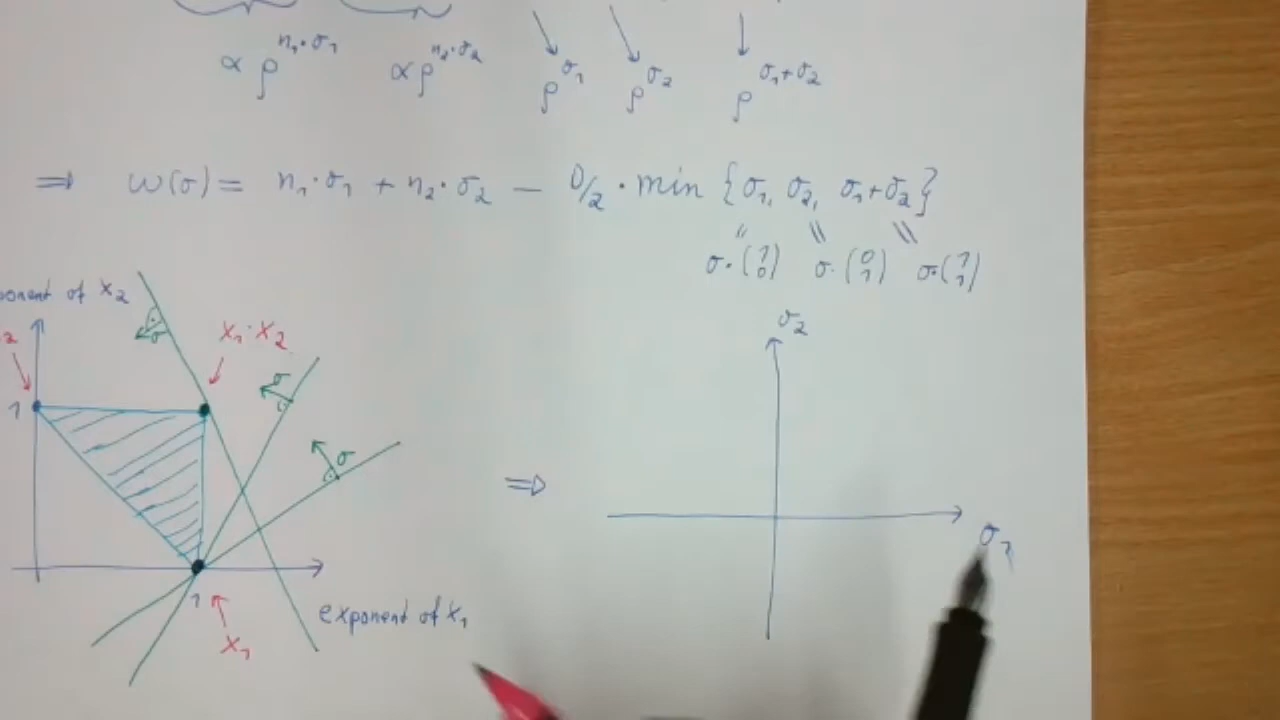 ∝ ρ^{n₁·σ₁} ∝ ρ^{n₂·σ₂} ρ^{σ₁} ρ^{σ₂} ρ^{σ₁+σ₂}
⇒ ω(σ) = n₁·σ₁ + n₂·σ₂ − D/2 · min {σ₁, σ₂, σ₁+σ₂}
σ·(1 0) σ·(0 1) σ·(1 1)
ponent of x₂
σ
x₁·x₂
σ
σ
1
⇒
σ₂
σ₁
1
exponent of x₁
x₁